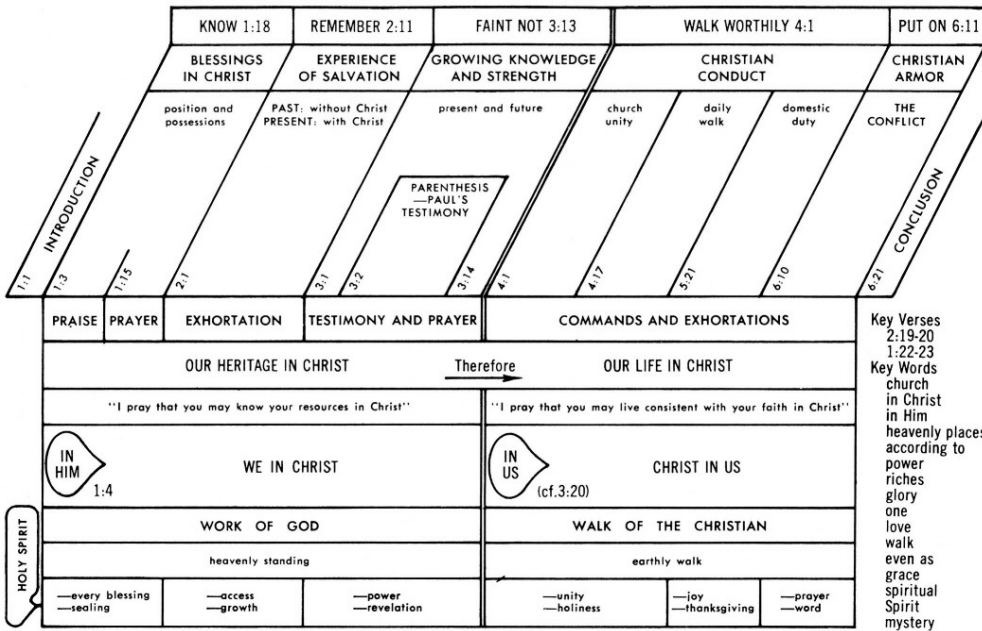 KNOW 1:18 REMEMBER 2:11 FAINT NOT 3:13 WALK WORTHILY 4:1 PUT ON 6:11
BLESSINGS IN CHRIST
EXPERIENCE OF SALVATION
GROWING KNOWLEDGE AND STRENGTH
CHRISTIAN CONDUCT
CHRISTIAN ARMOR
position and possessions
PAST: without Christ
PRESENT: with Christ
present and future
church unity
daily walk
domestic duty
THE CONFLICT
INTRODUCTION
PARENTHESIS
—PAUL'S
TESTIMONY
CONCLUSION
1:1 1:3 1:15 2:1 3:1 3:2 3:14 4:1 4:17 5:21 6:10 6:21
PRAISE PRAYER EXHORTATION TESTIMONY AND PRAYER COMMANDS AND EXHORTATIONS
OUR HERITAGE IN CHRIST Therefore OUR LIFE IN CHRIST
"I pray that you may know your resources in Christ" "I pray that you may live consistent with your faith in Christ"
IN HIM
1:4
WE IN CHRIST
IN US
(cf.3:20)
CHRIST IN US
WORK OF GOD WALK OF THE CHRISTIAN
heavenly standing earthly walk
HOLY SPIRIT
—every blessing
—sealing
—access
—growth
—power
—revelation
—unity
—holiness
—joy
—thanksgiving
—prayer
—word
Key Verses
2:19-20
1:22-23
Key Words
church
in Christ
in Him
heavenly places
according to
power
riches
glory
one
love
walk
even as
grace
spiritual
Spirit
mystery